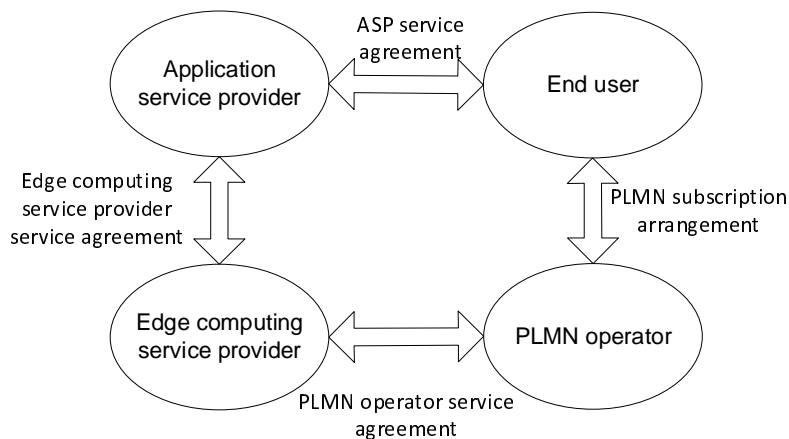 ASP service
agreement
Application
service provider
End user
Edge computing
service provider
service agreement
PLMN subscription
arrangement
Edge computing
service provider
PLMN operator
PLMN operator service
agreement